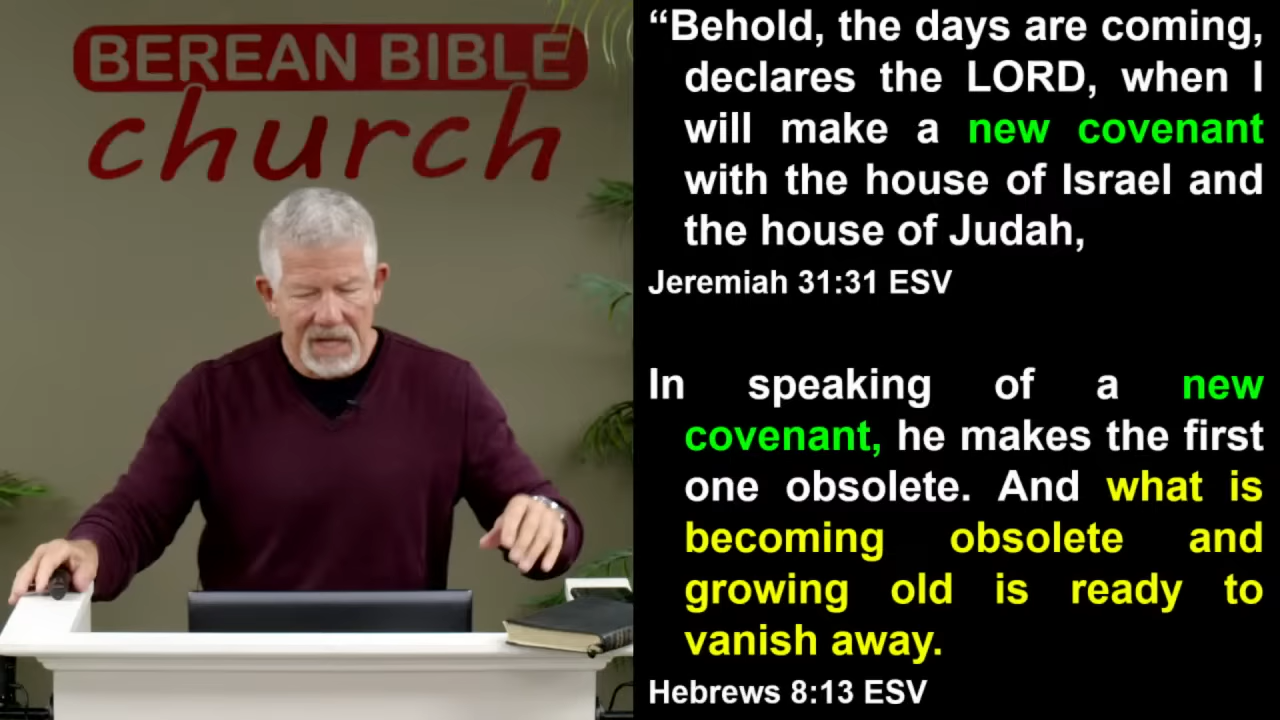 BEREAN BIBLE
church
“Behold, the days are coming,
declares the LORD, when I
will make a new covenant
with the house of Israel and
the house of Judah,
Jeremiah 31:31 ESV
In speaking of a new
covenant, he makes the first
one obsolete. And what is
becoming obsolete and
growing old is ready to
vanish away.
Hebrews 8:13 ESV